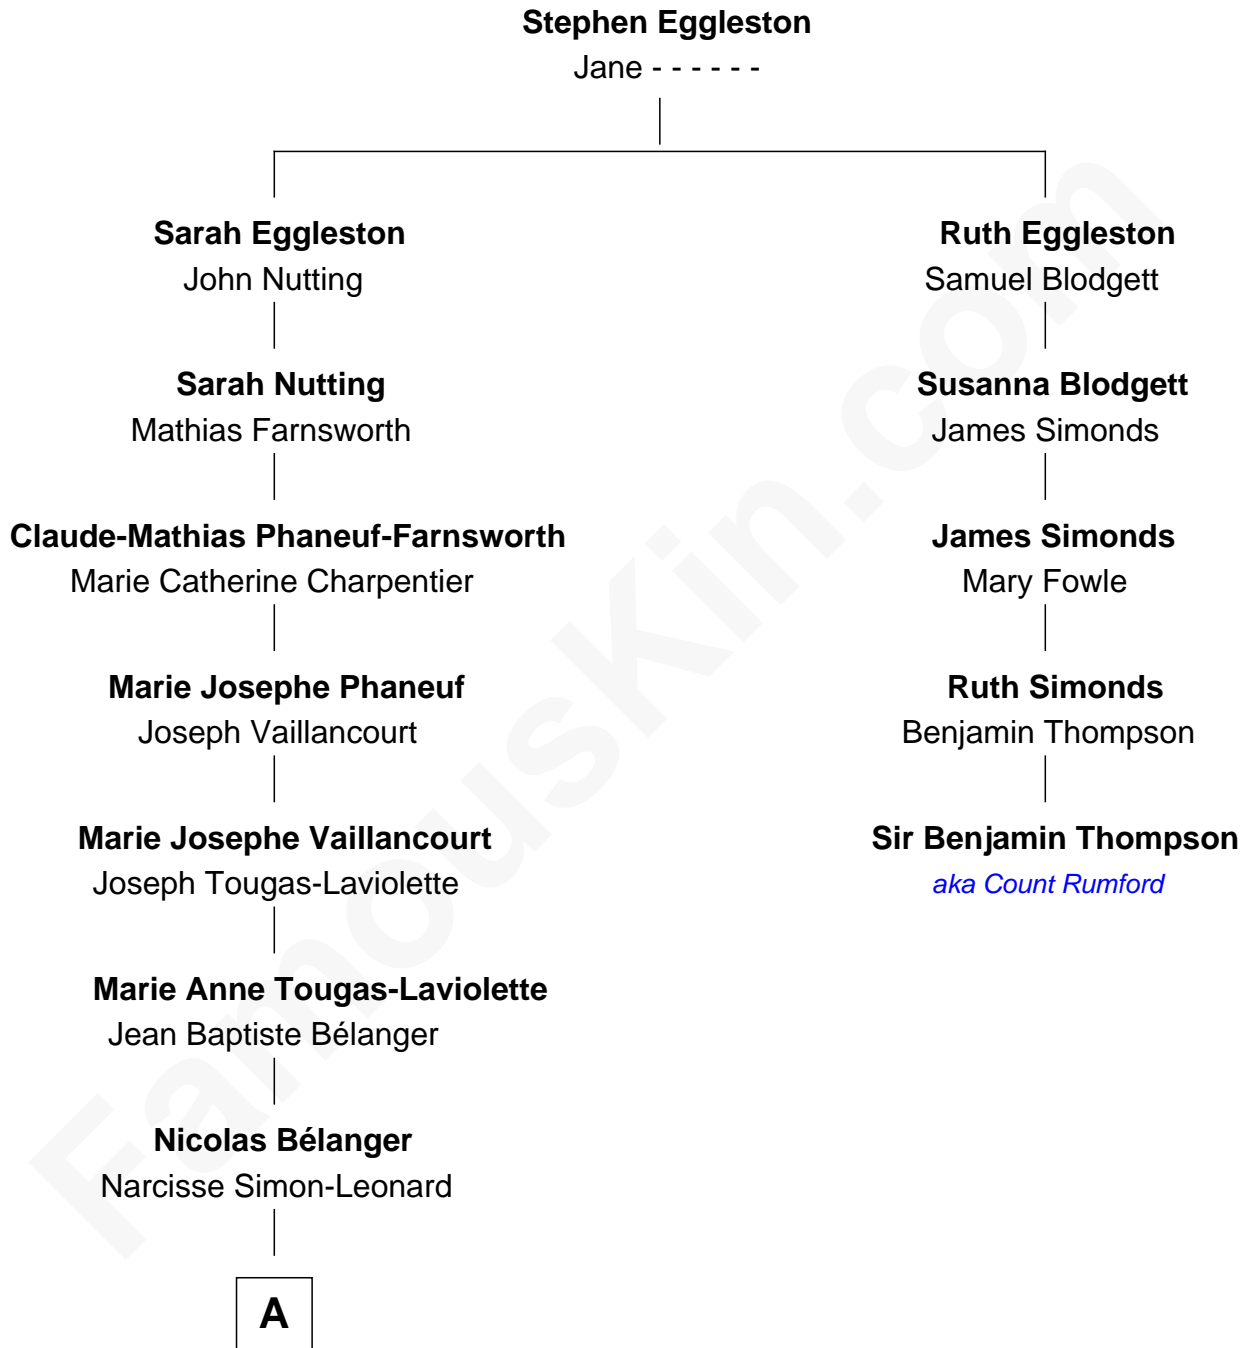 Stephen Eggleston
Jane - - - - - -
Sarah Eggleston
John Nutting
Ruth Eggleston
Samuel Blodgett
Sarah Nutting
Mathias Farnsworth
Susanna Blodgett
James Simonds
Claude-Mathias Phaneuf-Farnsworth
Marie Catherine Charpentier
James Simonds
Mary Fowle
Marie Josephe Phaneuf
Joseph Vaillancourt
Ruth Simonds
Benjamin Thompson
Marie Josephe Vaillancourt
Joseph Tougas-Laviolette
Sir Benjamin Thompson
aka Count Rumford
Marie Anne Tougas-Laviolette
Jean Baptiste Bélanger
Nicolas Bélanger
Narcisse Simon-Leonard
A
FamousKin.com